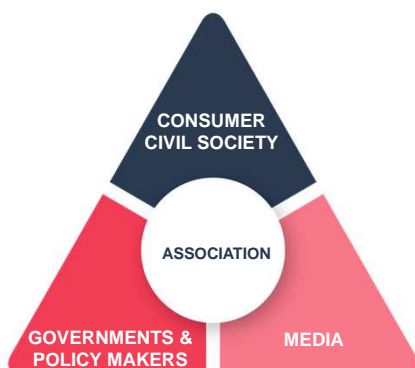 CONSUMER
CIVIL SOCIETY
ASSOCIATION
GOVERNMENTS &
POLICY MAKERS
MEDIA